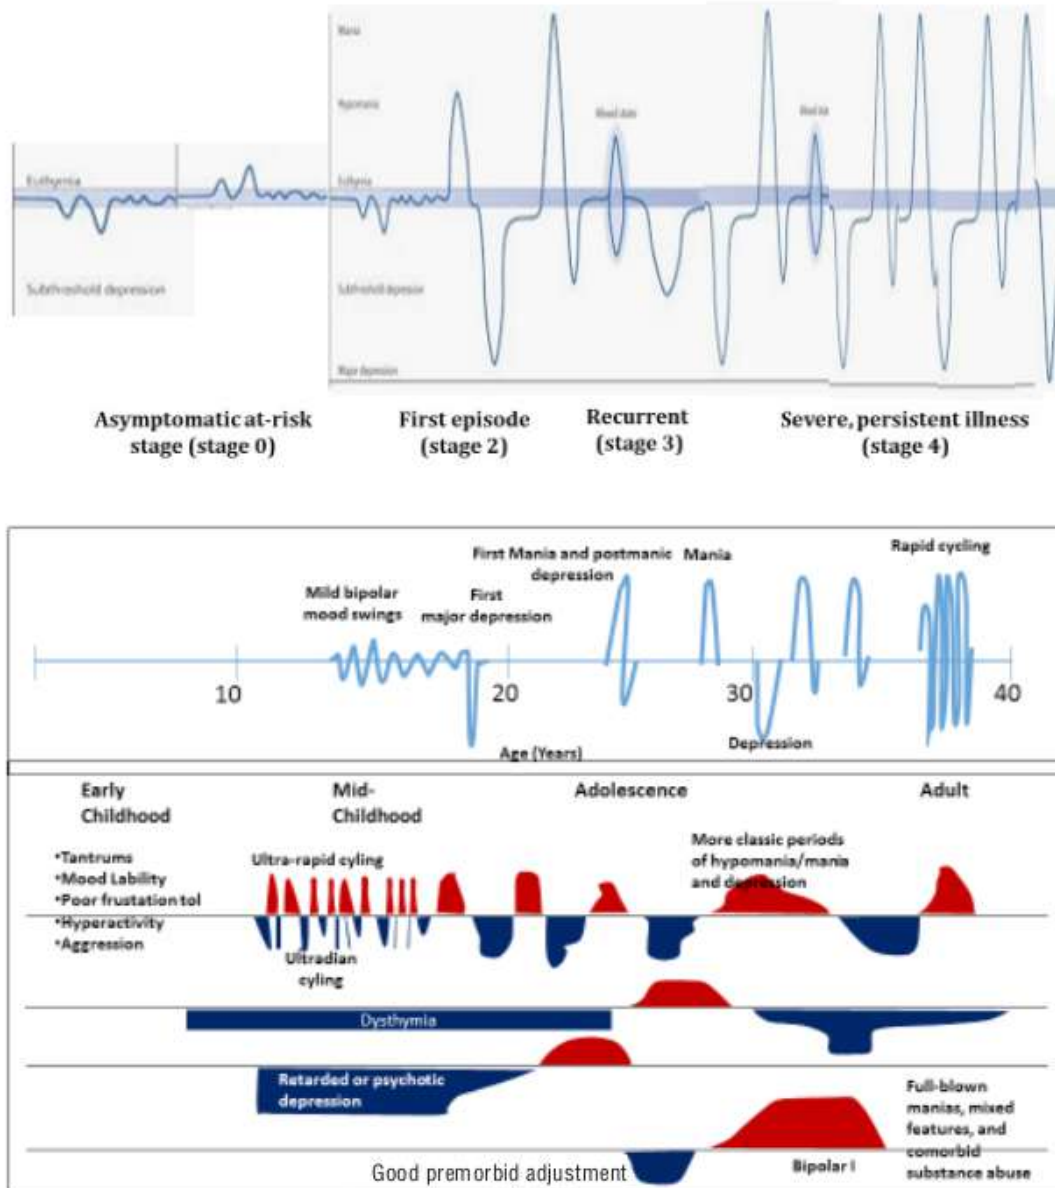 Mania
Hypomania
Mixed state
Mixed state
Euthymia
Euthymia
Subthreshold depression
Subthreshold depression
Major depression
Asymptomatic at-risk
stage (stage 0)
First episode
(stage 2)
Recurrent
(stage 3)
Severe, persistent illness
(stage 4)
First Mania and postmanic
depression
Mania
Rapid cycling
Mild bipolar
mood swings
First
major depression
10
20
30
40
Age (Years)
Depression
Early
Childhood
Mid-
Childhood
Adolescence
Adult
•Tantrums
•Mood Lability
•Poor frustation tol
•Hyperactivity
•Aggression
Ultra-rapid cyling
Ultradian
cyling
More classic periods
of hypomania/mania
and depression
Dysthymia
Retarded or psychotic
depression
Full-blown
manias, mixed
features, and
comorbid
substance abuse
Good premorbid adjustment
Bipolar I